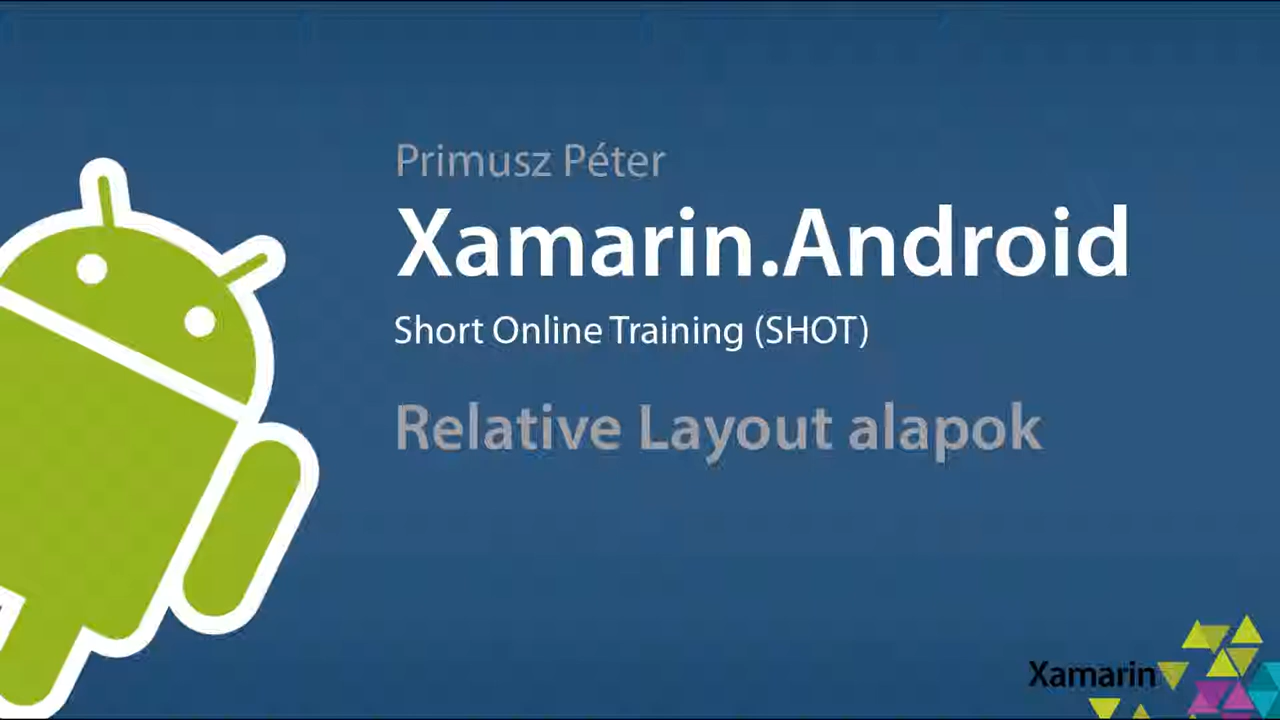 Primusz Péter
Xamarin.Android
Short Online Training (SHOT)
Relative Layout alapok
Xamarin